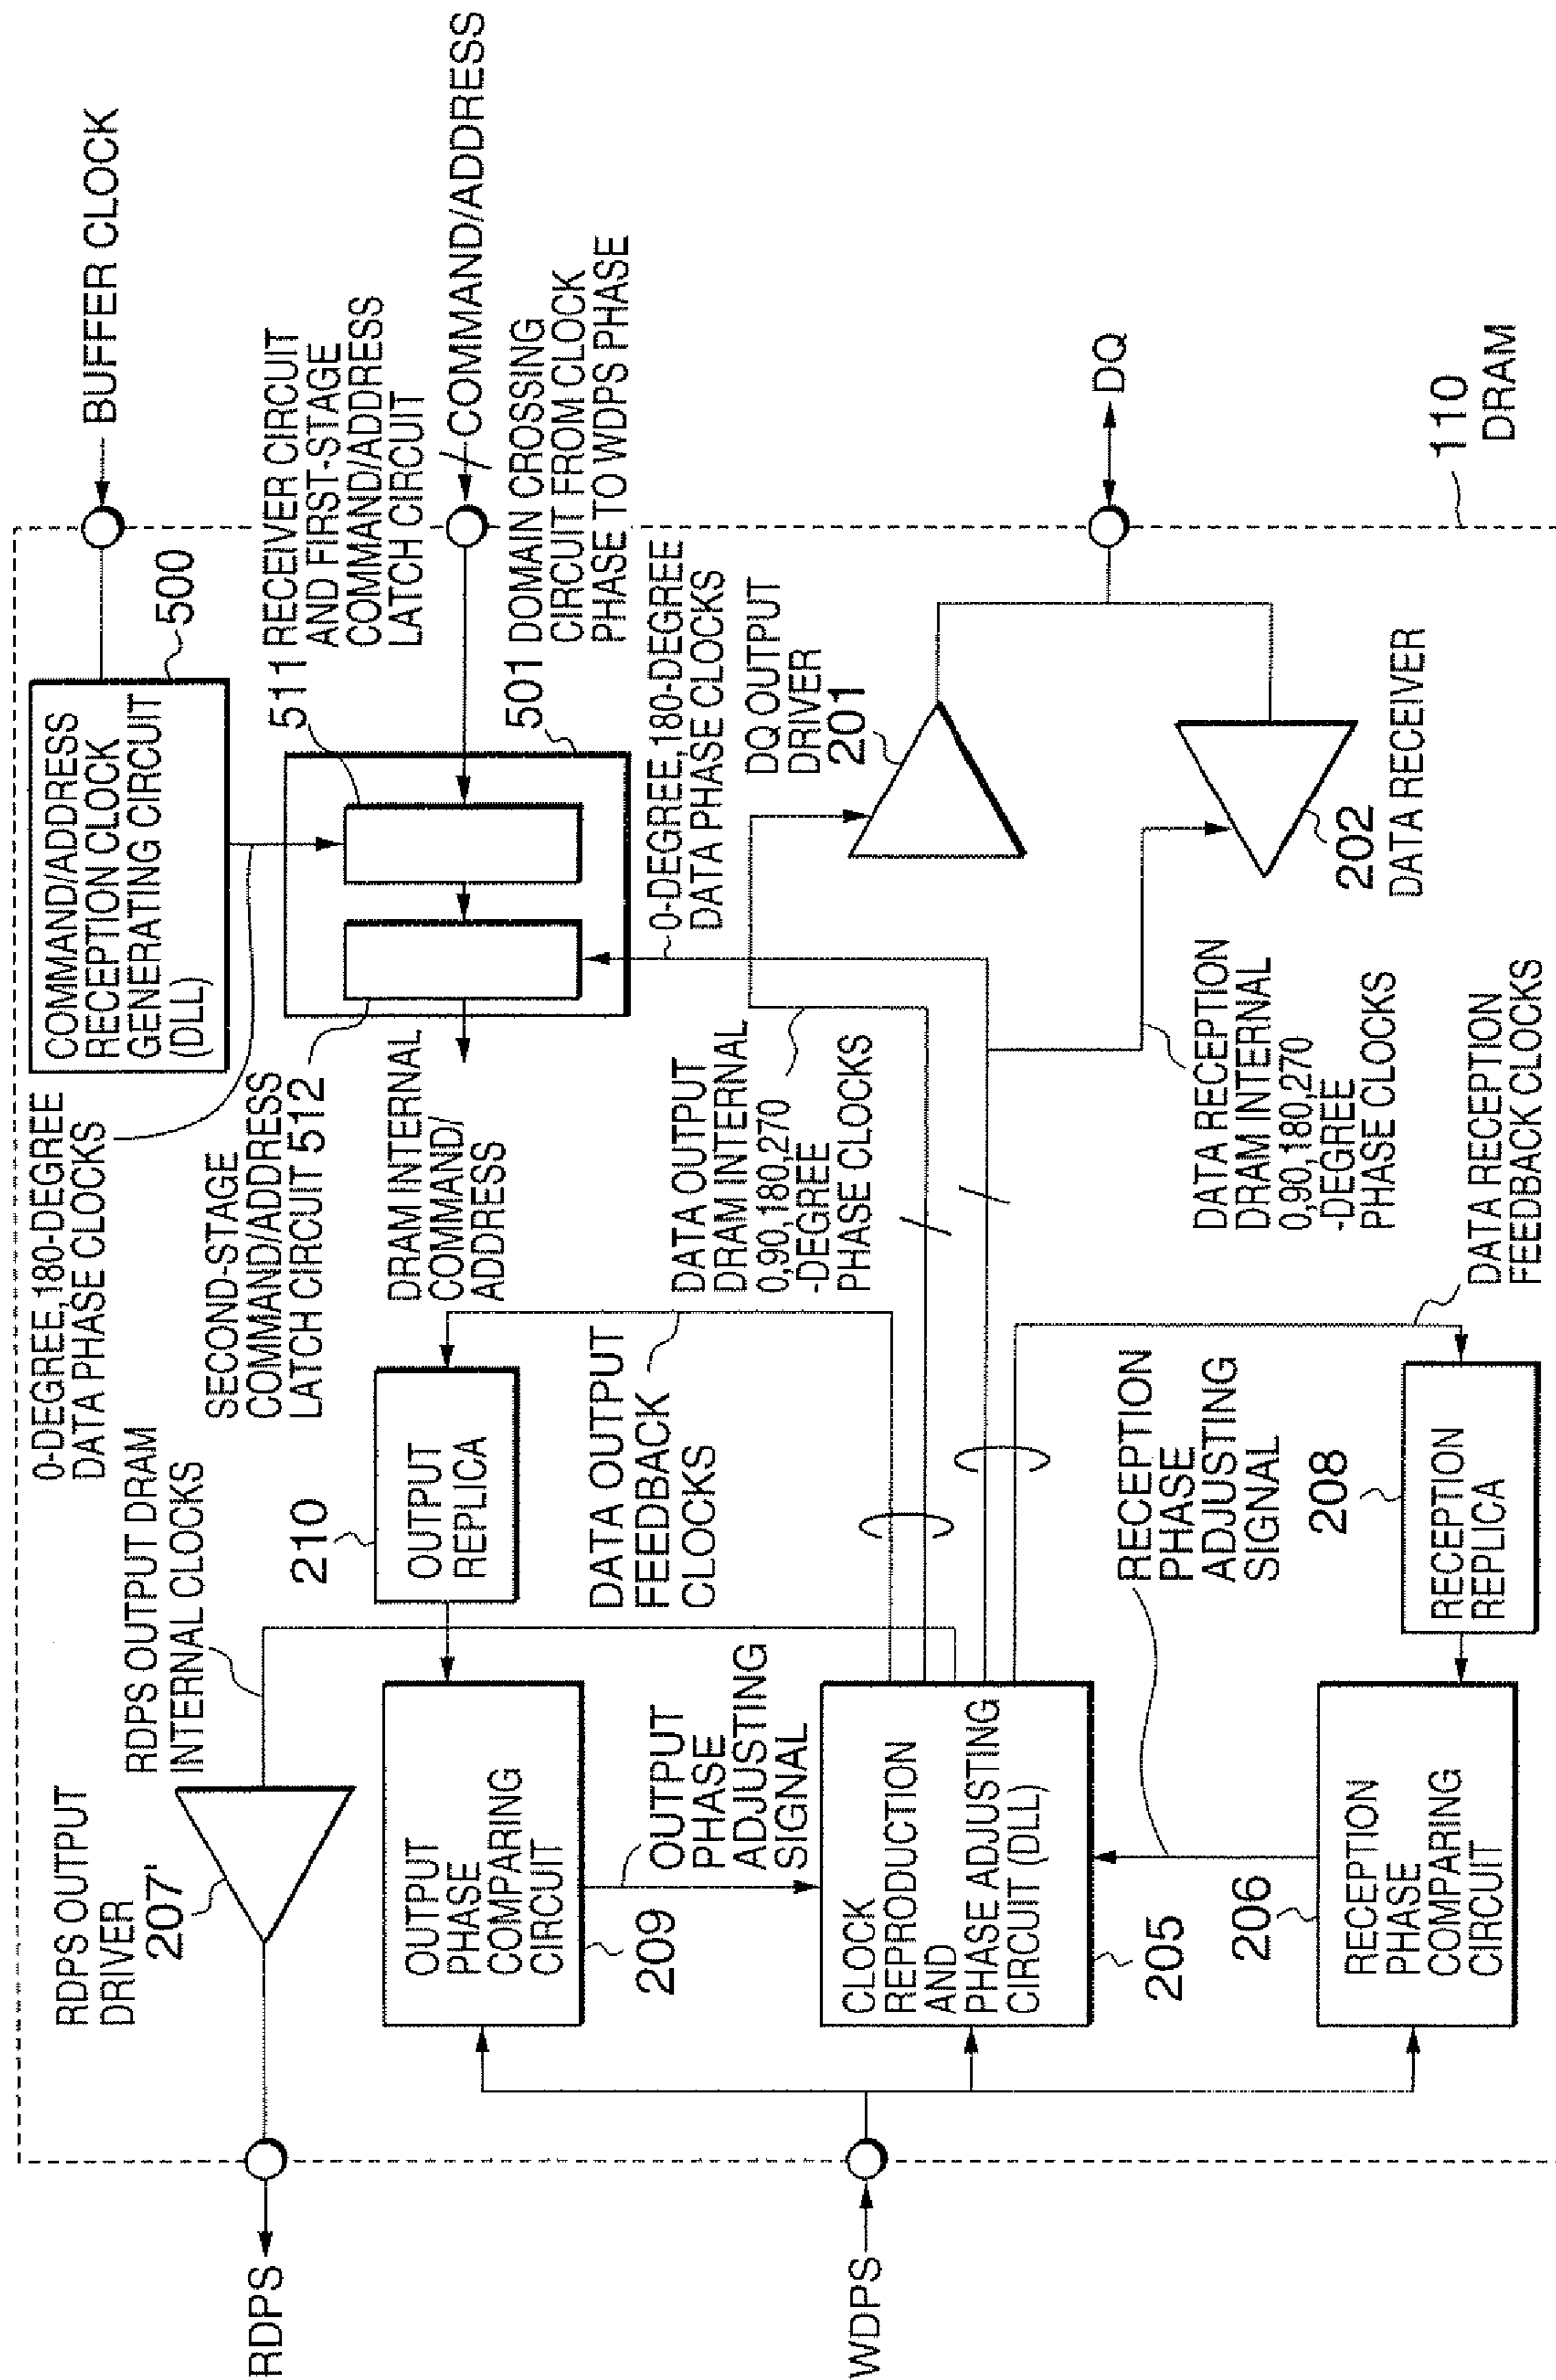 RDPS
WDPS
RDPS OUTPUT
DRIVER
207'
RDPS OUTPUT DRAM
INTERNAL CLOCKS
0-DEGREE,180-DEGREE
DATA PHASE CLOCKS
COMMAND/ADDRESS
RECEPTION CLOCK
GENERATING CIRCUIT
(DLL)
500
BUFFER CLOCK
SECOND-STAGE
COMMAND/ADDRESS
LATCH CIRCUIT 512
511 RECEIVER CIRCUIT
AND FIRST-STAGE
COMMAND/ADDRESS
LATCH CIRCUIT
COMMAND/ADDRESS
501 DOMAIN CROSSING
CIRCUIT FROM CLOCK
PHASE TO WDPS PHASE
DRAM INTERNAL
COMMAND/
ADDRESS
0-DEGREE,180-DEGREE
DATA PHASE CLOCKS
210
OUTPUT
REPLICA
OUTPUT
PHASE
COMPARING
CIRCUIT
209
OUTPUT
PHASE
ADJUSTING
SIGNAL
DATA OUTPUT
FEEDBACK
CLOCKS
DATA OUTPUT
DRAM INTERNAL
0,90,180,270
-DEGREE
PHASE CLOCKS
DQ OUTPUT
DRIVER
201
DQ
CLOCK
REPRODUCTION
AND
PHASE ADJUSTING
CIRCUIT (DLL)
205
RECEPTION
PHASE
ADJUSTING
SIGNAL
202
DATA RECEIVER
DATA RECEPTION
DRAM INTERNAL
0,90,180,270
-DEGREE
PHASE CLOCKS
206
RECEPTION
PHASE
COMPARING
CIRCUIT
208
RECEPTION
REPLICA
DATA RECEPTION
FEEDBACK CLOCKS
110
DRAM